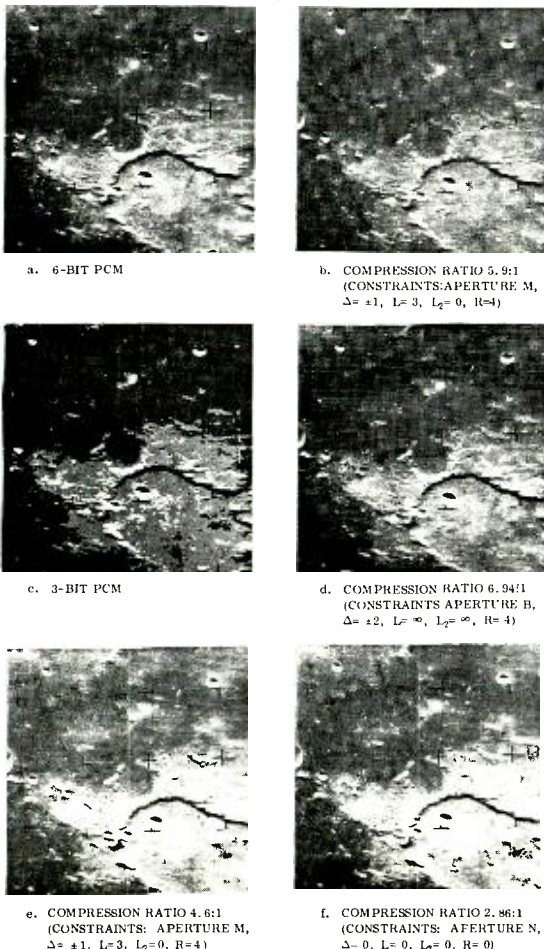 a. 6-BIT PCM
b. COMPRESSION RATIO 5.9:1
(CONSTRAINTS:APERTURE M,
Δ= ±1, L= 3, L₂= 0, R=4)
c. 3-BIT PCM
d. COMPRESSION RATIO 6.94:1
(CONSTRAINTS APERTURE B,
Δ= ±2, L= ∞, L₂= ∞, R= 4)
e. COMPRESSION RATIO 4.6:1
(CONSTRAINTS: APERTURE M,
Δ= ±1, L=3, L₂=0, R=4)
f. COMPRESSION RATIO 2.86:1
(CONSTRAINTS: APERTURE N,
Δ= 0, L= 0, L₂= 0, R= 0)